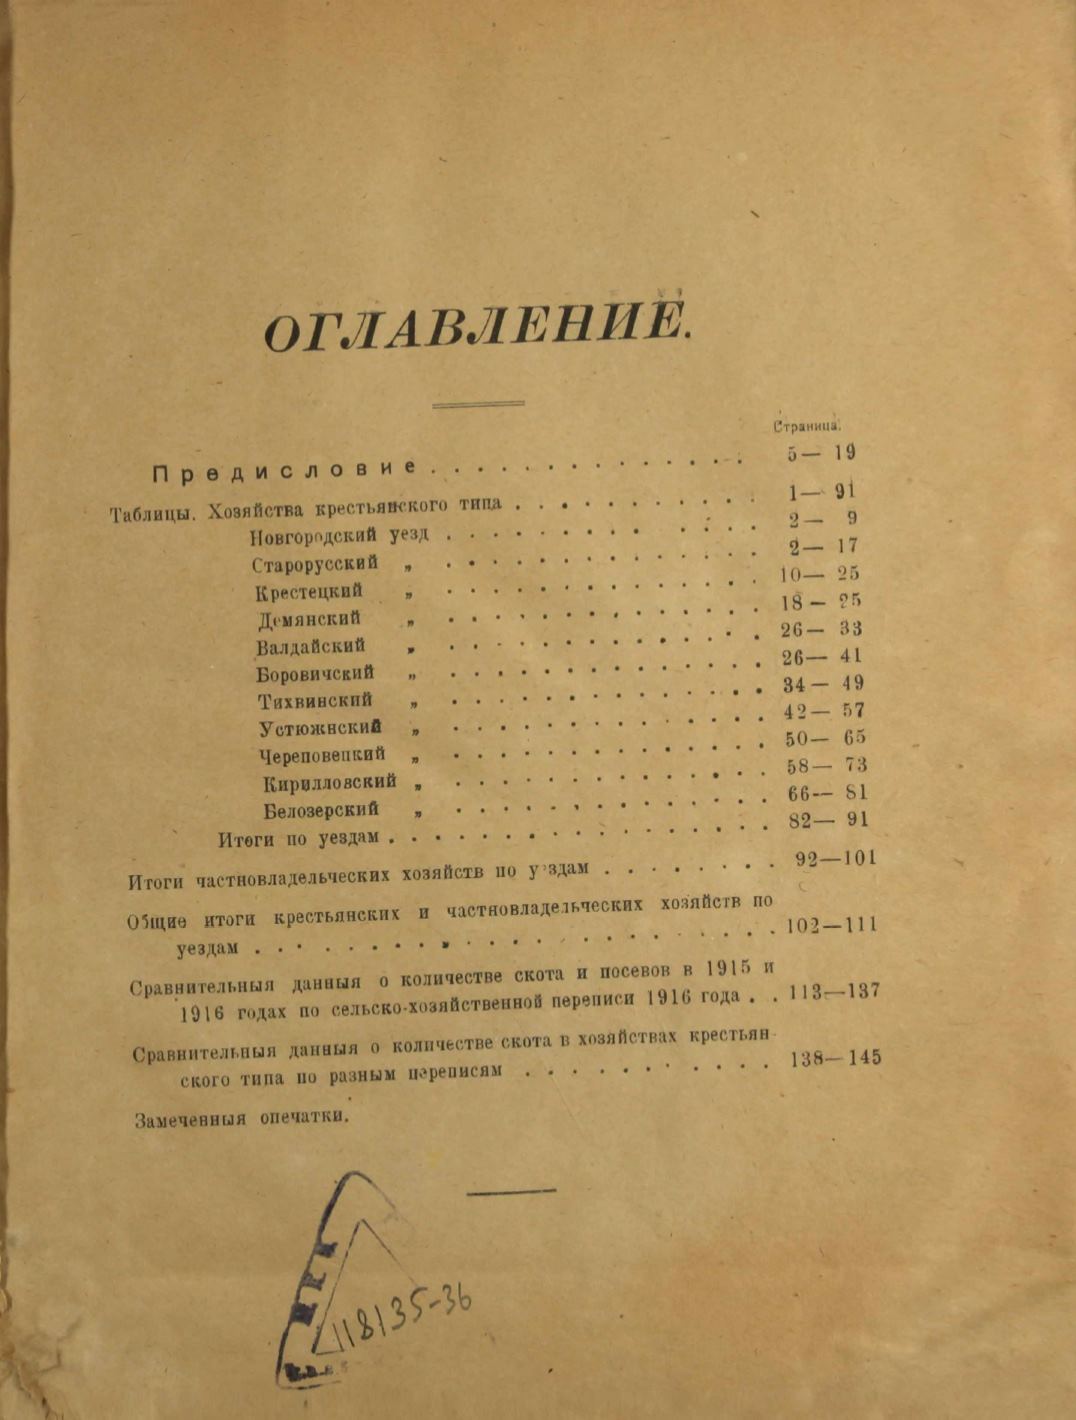 ОГЛАВЛЕНИЕ.
Страница.
Предисловие . . . . . . . . . . . . . . 5— 19
Таблицы. Хозяйства крестьянского типа . . . . . . . . . . . 1— 91
Новгородский уезд . . . . . . . . . . . . . 2— 9
Старорусский „ . . . . . . . . . . . . . . 2— 17
Крестецкий „ . . . . . . . . . . . . . . 10— 25
Демянский „ . . . . . . . . . . . . . . 18— 25
Валдайский „ . . . . . . . . . . . . . . 26— 33
Боровичский „ . . . . . . . . . . . . . . 26— 41
Тихвинский „ . . . . . . . . . . . . . . 34— 49
Устюжнский „ . . . . . . . . . . . . . . 42— 57
Череповецкий „ . . . . . . . . . . . . . . 50— 65
Кирилловский „ . . . . . . . . . . . . . . 58— 73
Белозерский „ . . . . . . . . . . . . . . 66— 81
Итоги по уездам . . . . . . . . . . . . . . . . . 82— 91
Итоги частновладельческих хозяйств по уездам . . . . . . . . 92—101
Общие итоги крестьянских и частновладельческих хозяйств по
уездам . . . . . . . . . . . . . . . . . . . . . . . 102—111
Сравнительныя данныя о количестве скота и посевов в 1915 и
1916 годах по сельско-хозяйственной переписи 1916 года . . 113—137
Сравнительныя данныя о количестве скота в хозяйствах крестьян-
ского типа по разным переписям . . . . . . . . . . . 138—145
Замеченныя опечатки.
118135-36